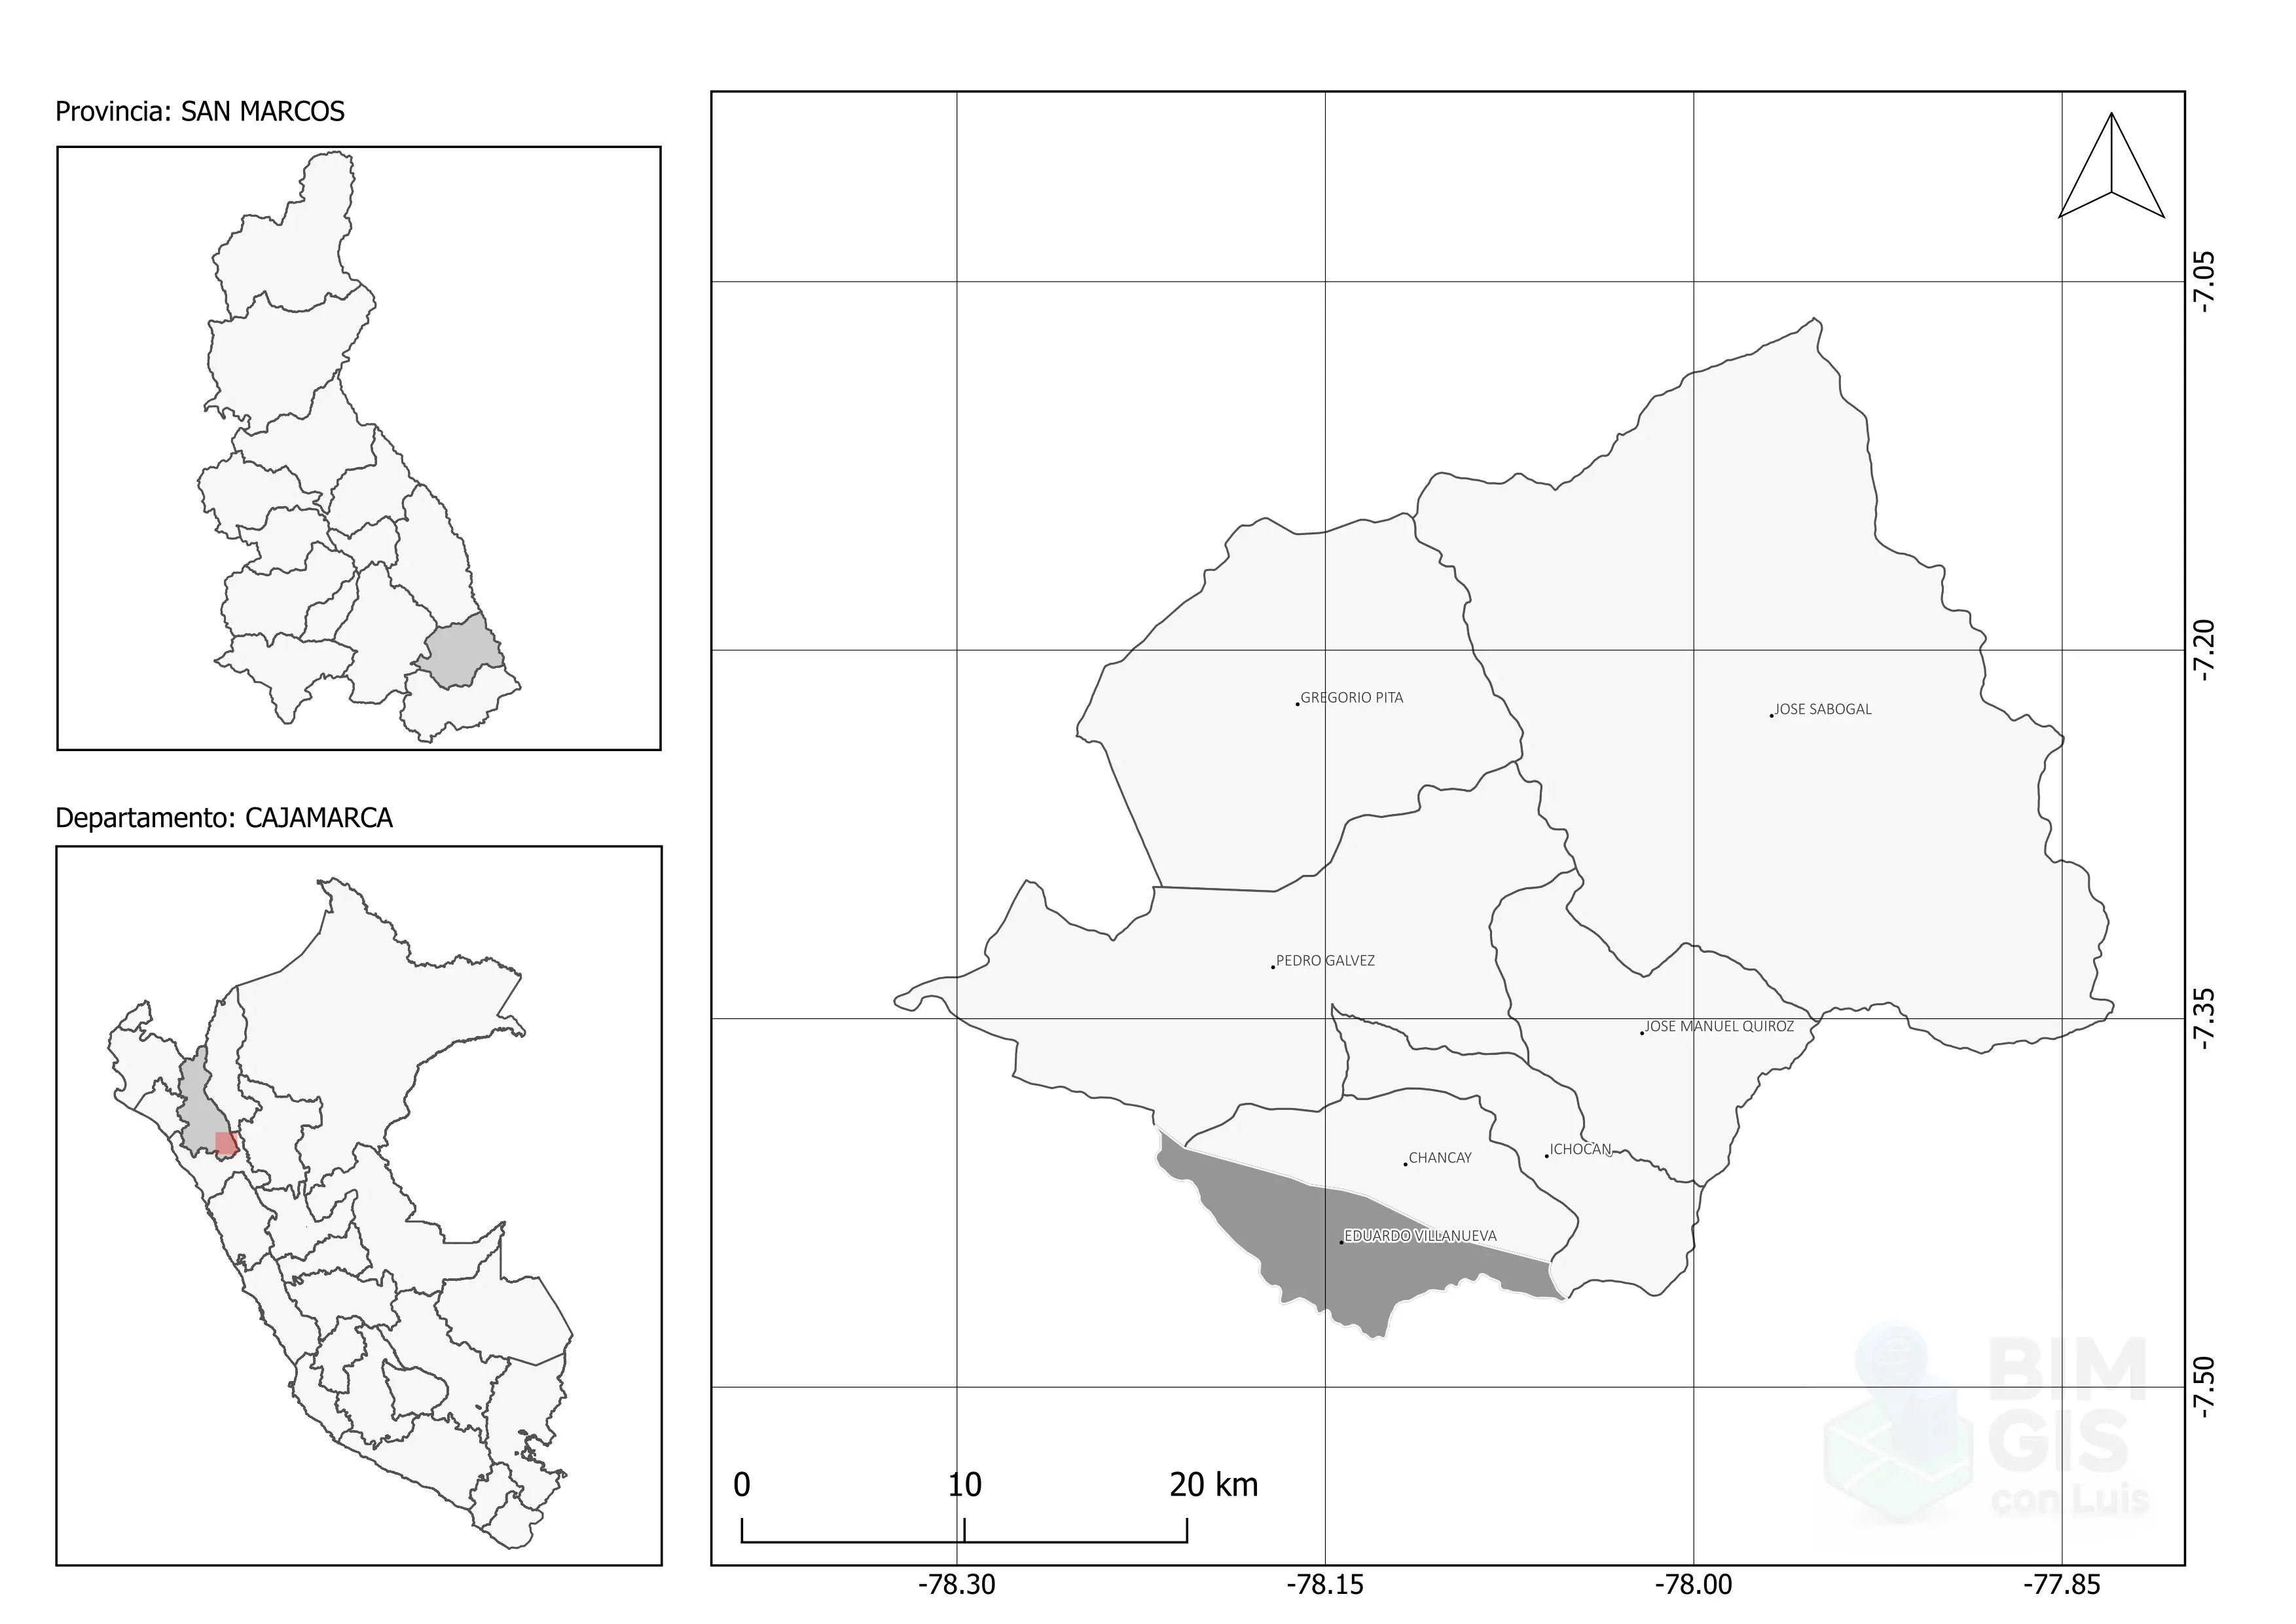 Provincia: SAN MARCOS
Departamento: CAJAMARCA
GREGORIO PITA
JOSE SABOGAL
PEDRO GALVEZ
JOSE MANUEL QUIROZ
CHANCAY
ICHOCAN
EDUARDO VILLANUEVA
-7.05
-7.20
-7.35
-7.50
0 10 20 km
-78.30 -78.15 -78.00 -77.85
BIM
GIS
con Luis